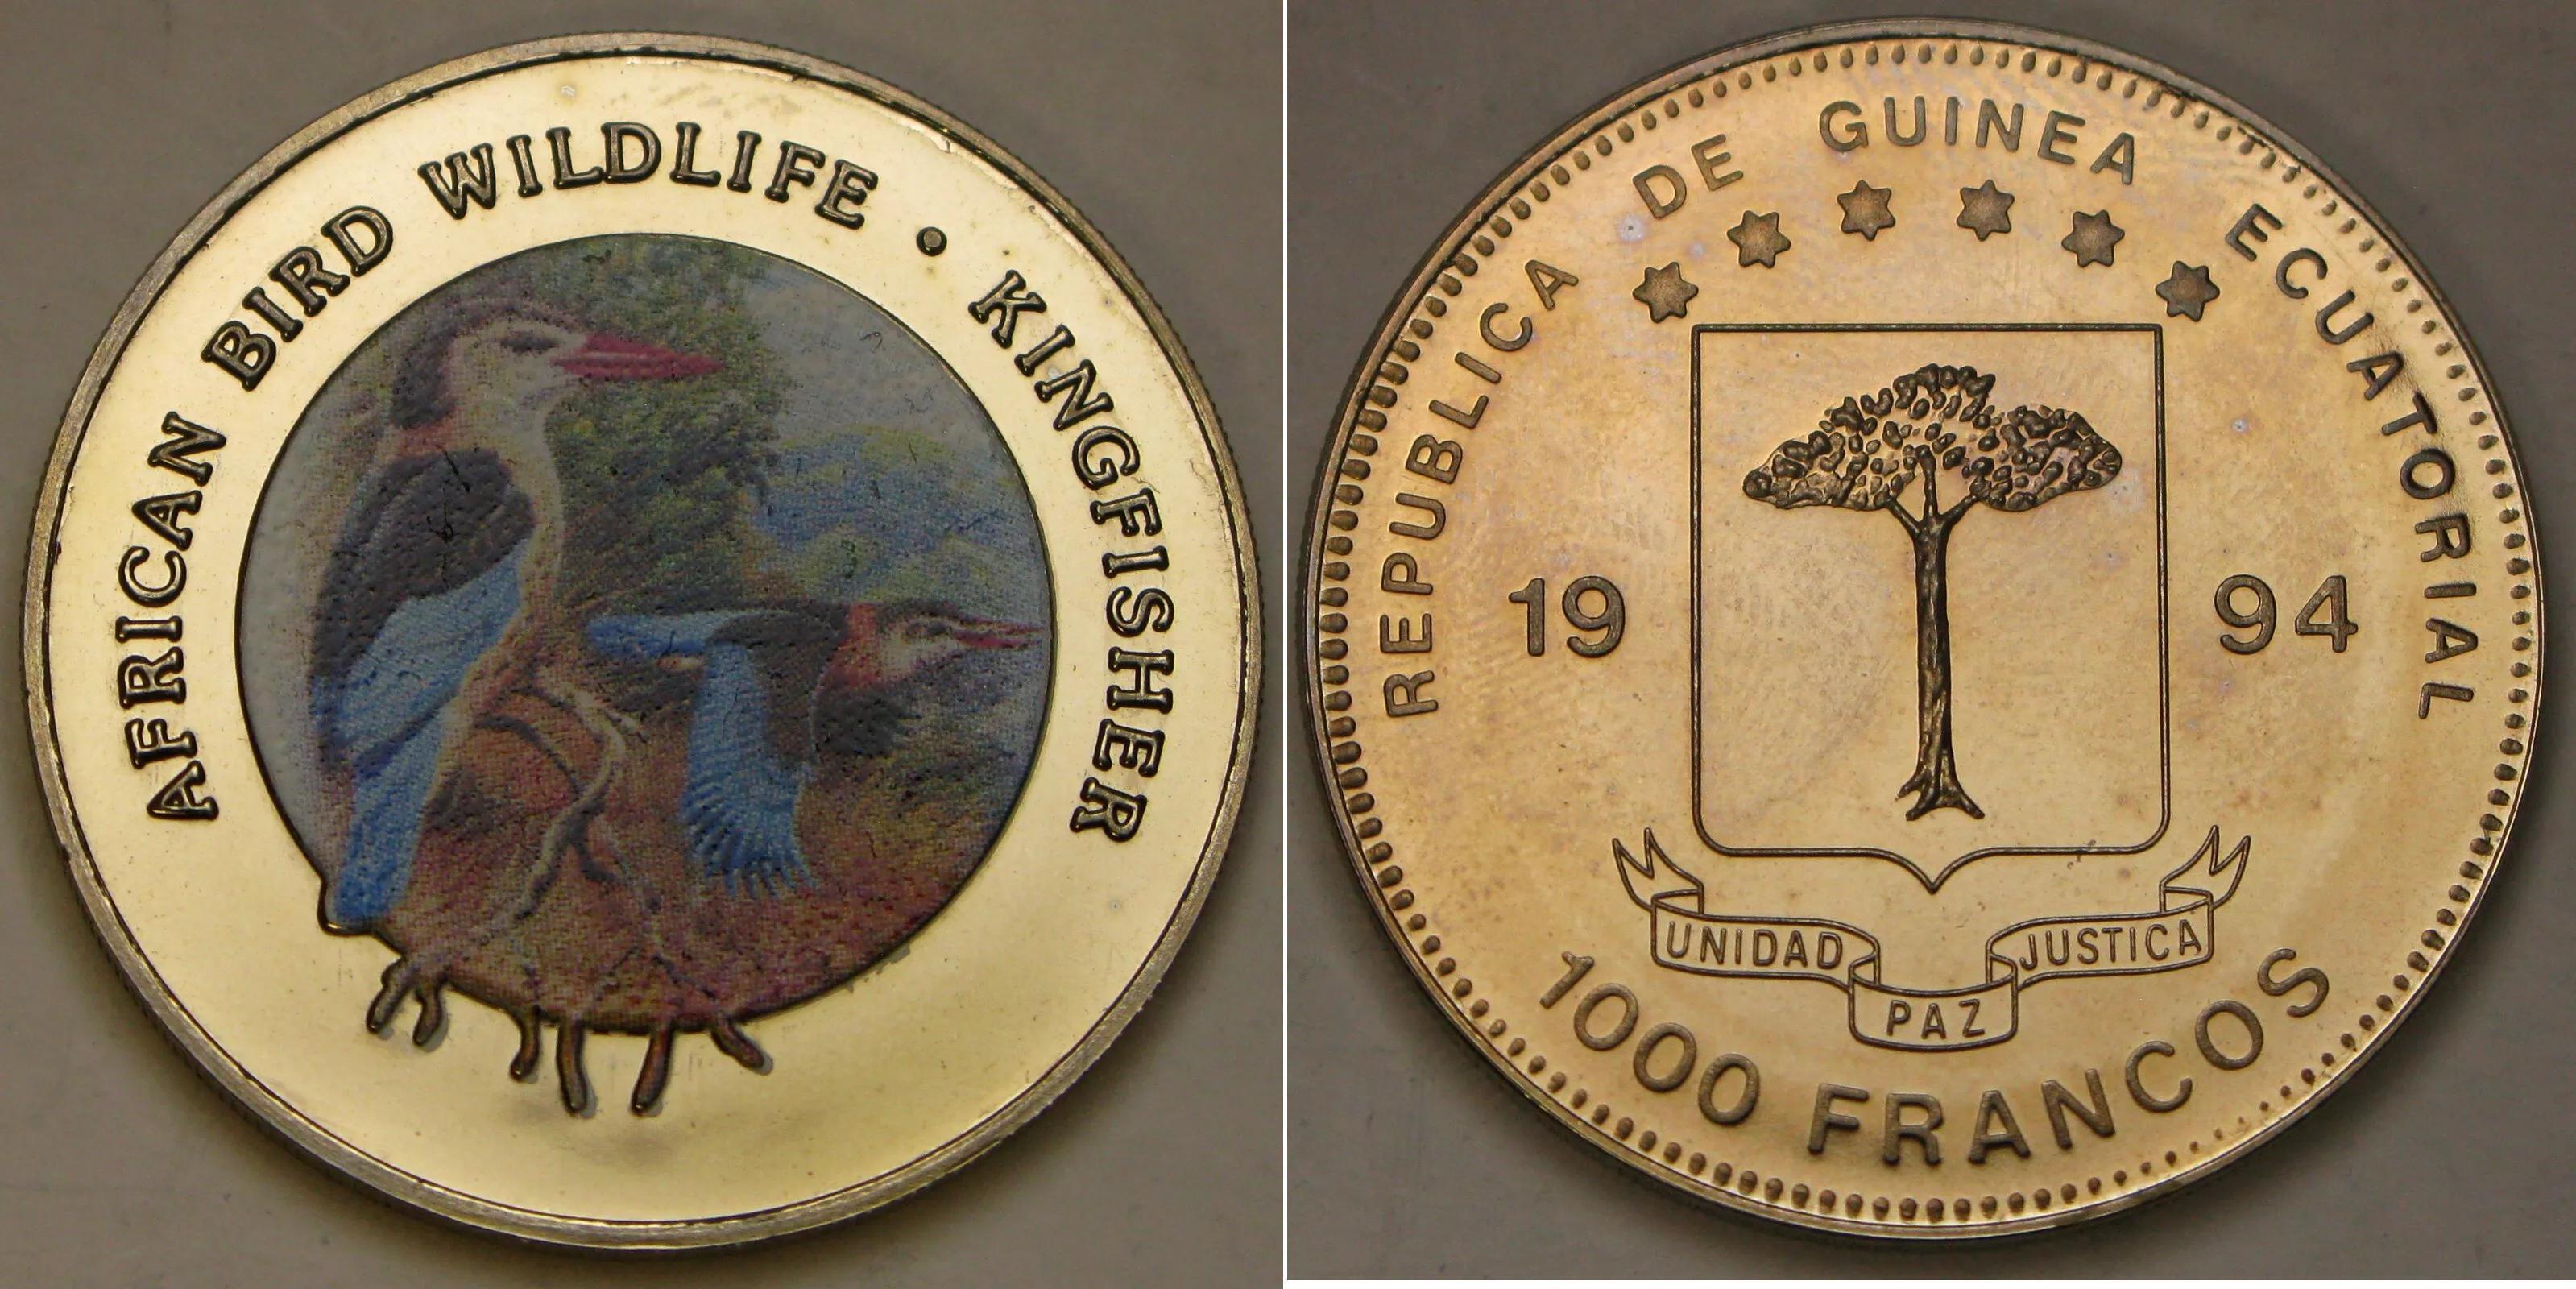 AFRICAN BIRD WILDLIFE • KINGFISHER
REPUBLICA DE GUINEA ECUATORIAL
19 94
UNIDAD PAZ JUSTICA
1000 FRANCOS